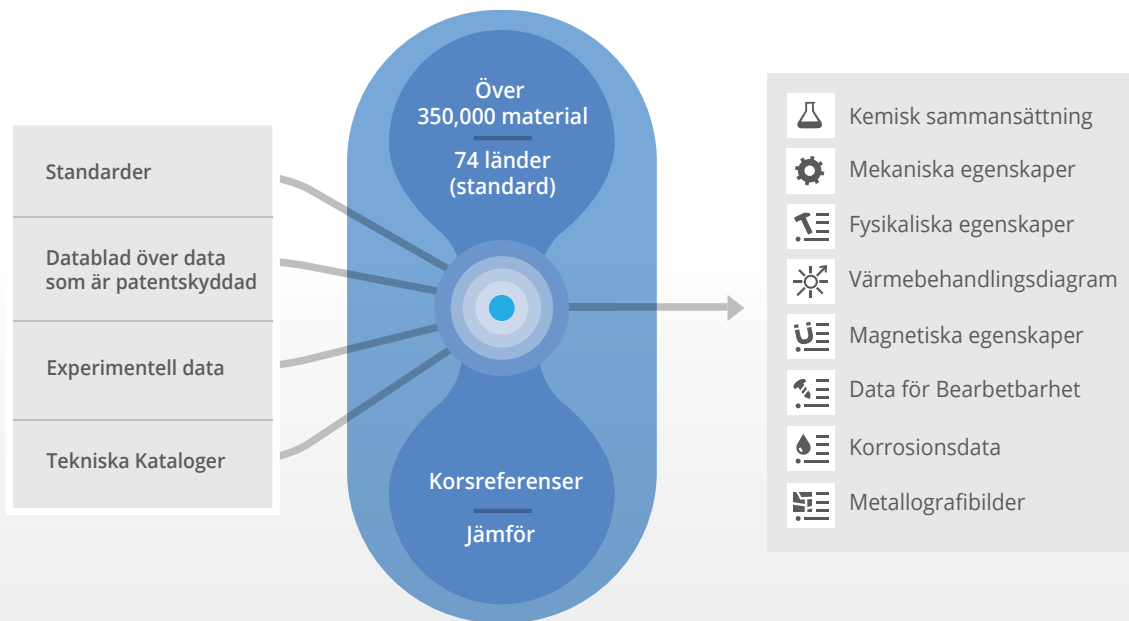 Standarder
Datablad över data
som är patentskyddad
Experimentell data
Tekniska Kataloger
Över
350,000 material
74 länder
(standard)
Korsreferenser
Jämför
Kemisk sammansättning
Mekaniska egenskaper
Fysikaliska egenskaper
Värmebehandlingsdiagram
Magnetiska egenskaper
Data för Bearbetbarhet
Korrosionsdata
Metallografibilder